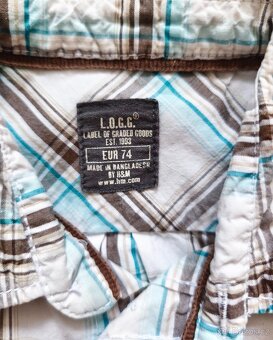 L.O.G.G.®
LABEL OF GRADED GOODS
EST. 1993
EUR 74
MADE IN BANGLADESH
BY H&M
www.hm.com